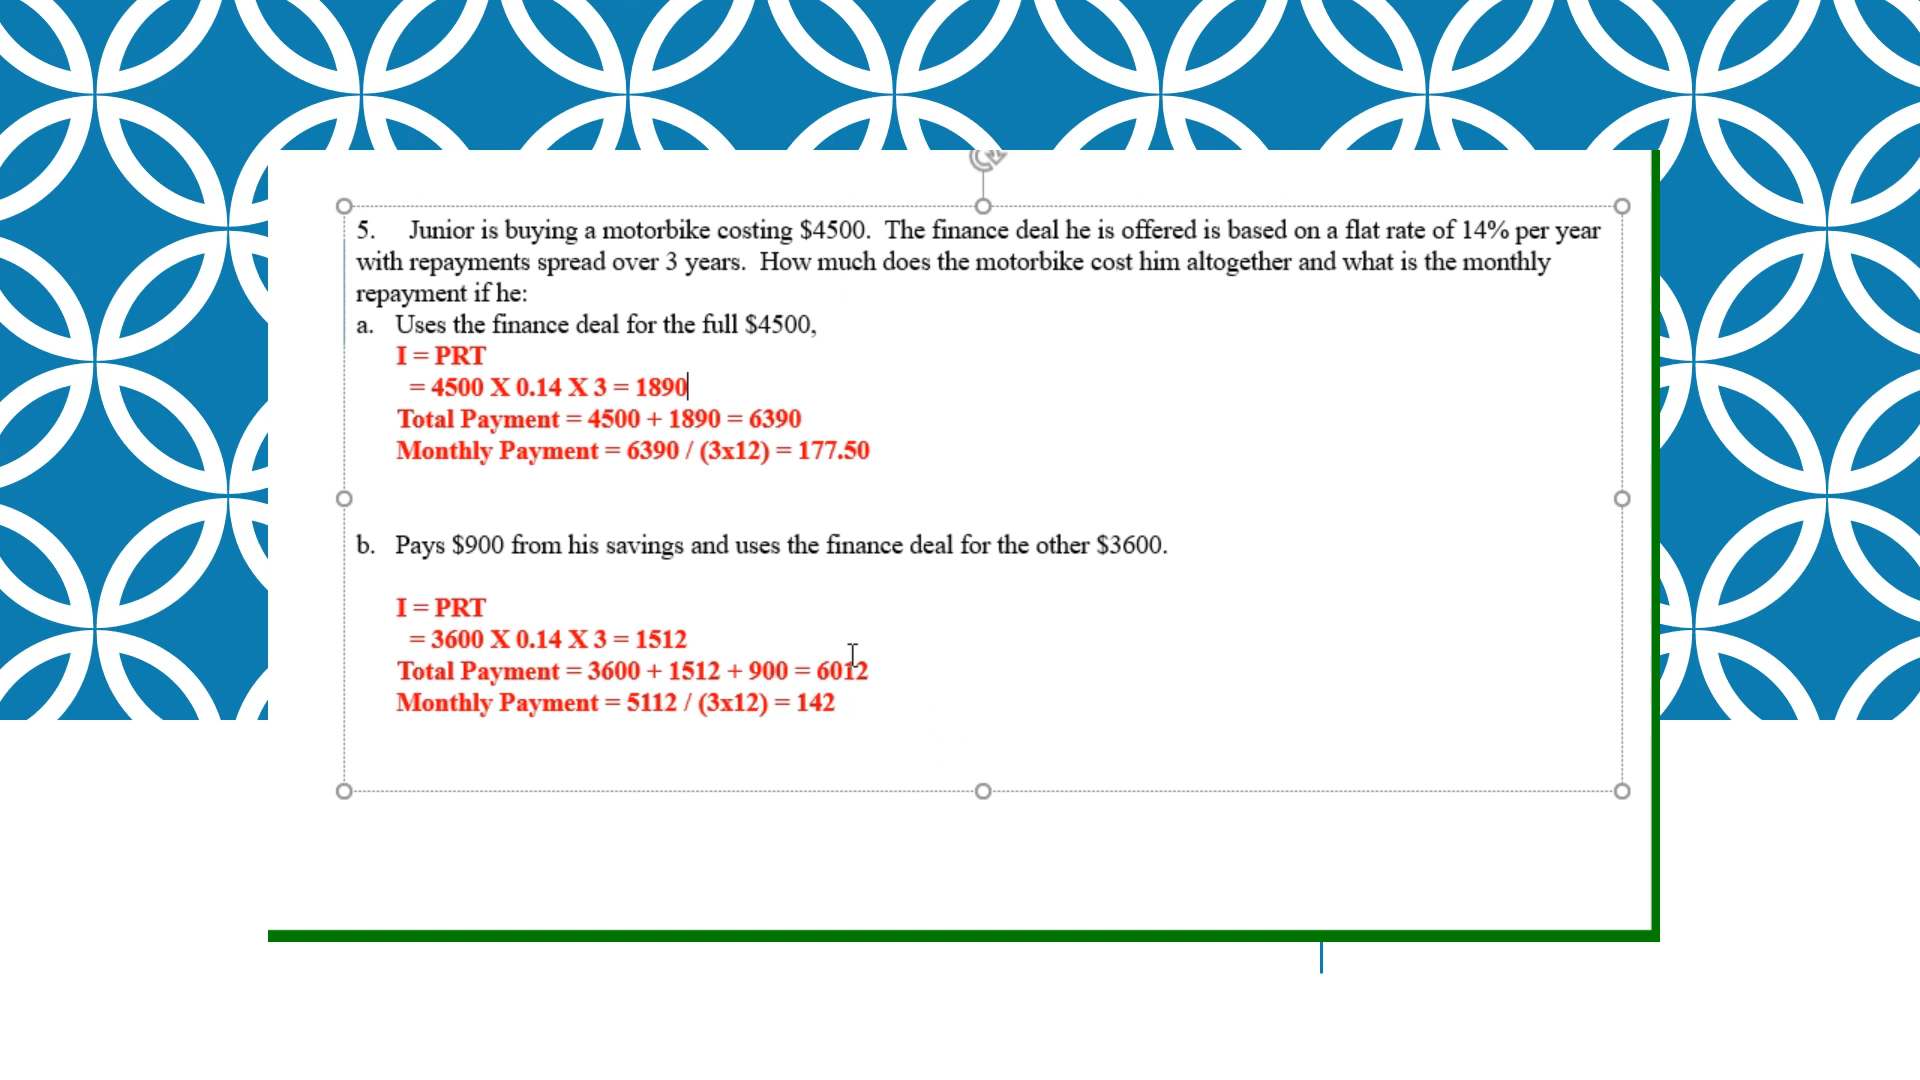 5. Junior is buying a motorbike costing $4500. The finance deal he is offered is based on a flat rate of 14% per year
with repayments spread over 3 years. How much does the motorbike cost him altogether and what is the monthly
repayment if he:
a. Uses the finance deal for the full $4500,
I = PRT
= 4500 X 0.14 X 3 = 1890
Total Payment = 4500 + 1890 = 6390
Monthly Payment = 6390 / (3x12) = 177.50
b. Pays $900 from his savings and uses the finance deal for the other $3600.
I = PRT
= 3600 X 0.14 X 3 = 1512
Total Payment = 3600 + 1512 + 900 = 6012
Monthly Payment = 5112 / (3x12) = 142